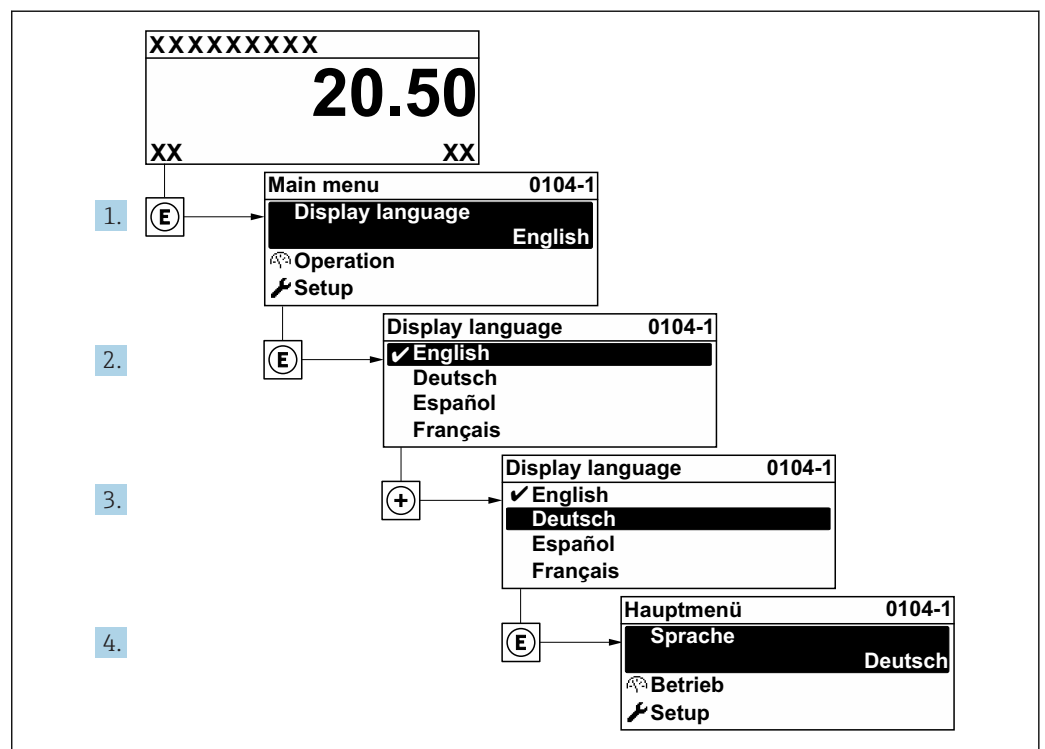 XXXXXXXXX
20.50
XX XX
1. E
Main menu 0104-1
Display language
English
Operation
Setup
2. E
Display language 0104-1
✔ English
Deutsch
Español
Français
3. +
Display language 0104-1
✔ English
Deutsch
Español
Français
4. E
Hauptmenü 0104-1
Sprache
Deutsch
Betrieb
Setup